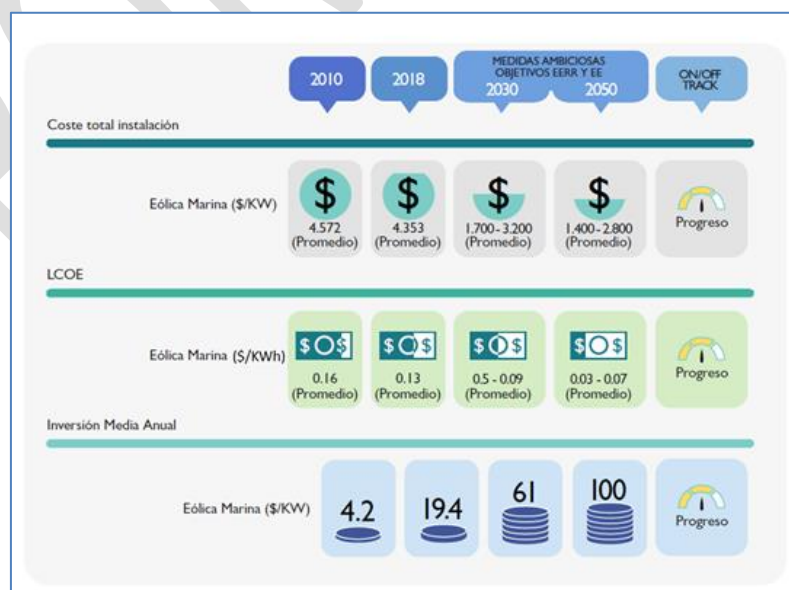 2010
2018
MEDIDAS AMBICIOSAS
OBJETIVOS EERR Y EE
2030
2050
ON/OFF
TRACK
Coste total instalación
Eólica Marina ($/KW)
$
4.572
(Promedio)
$
4.353
(Promedio)
$
1.700 - 3.200
(Promedio)
$
1.400 - 2.800
(Promedio)
Progreso
LCOE
Eólica Marina ($/KWh)
$ $
0.16
(Promedio)
$ $
0.13
(Promedio)
$ $
0.5 - 0.09
(Promedio)
$ $
0.03 - 0.07
(Promedio)
Progreso
Inversión Media Anual
Eólica Marina ($/KW)
4.2
19.4
61
100
Progreso